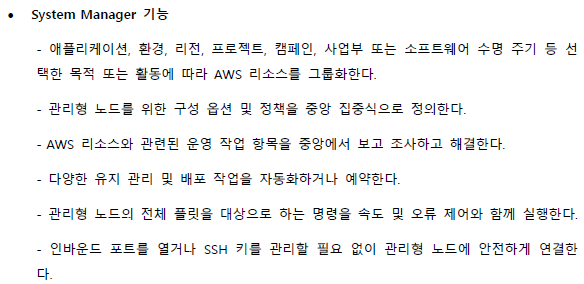 ● System Manager 기능
- 애플리케이션, 환경, 리전, 프로젝트, 캠페인, 사업부 또는 소프트웨어 수명 주기 등 선
택한 목적 또는 활동에 따라 AWS 리소스를 그룹화한다.
- 관리형 노드를 위한 구성 옵션 및 정책을 중앙 집중식으로 정의한다.
- AWS 리소스와 관련된 운영 작업 항목을 중앙에서 보고 조사하고 해결한다.
- 다양한 유지 관리 및 배포 작업을 자동화하거나 예약한다.
- 관리형 노드의 전체 플릿을 대상으로 하는 명령을 속도 및 오류 제어와 함께 실행한다.
- 인바운드 포트를 열거나 SSH 키를 관리할 필요 없이 관리형 노드에 안전하게 연결한
다.